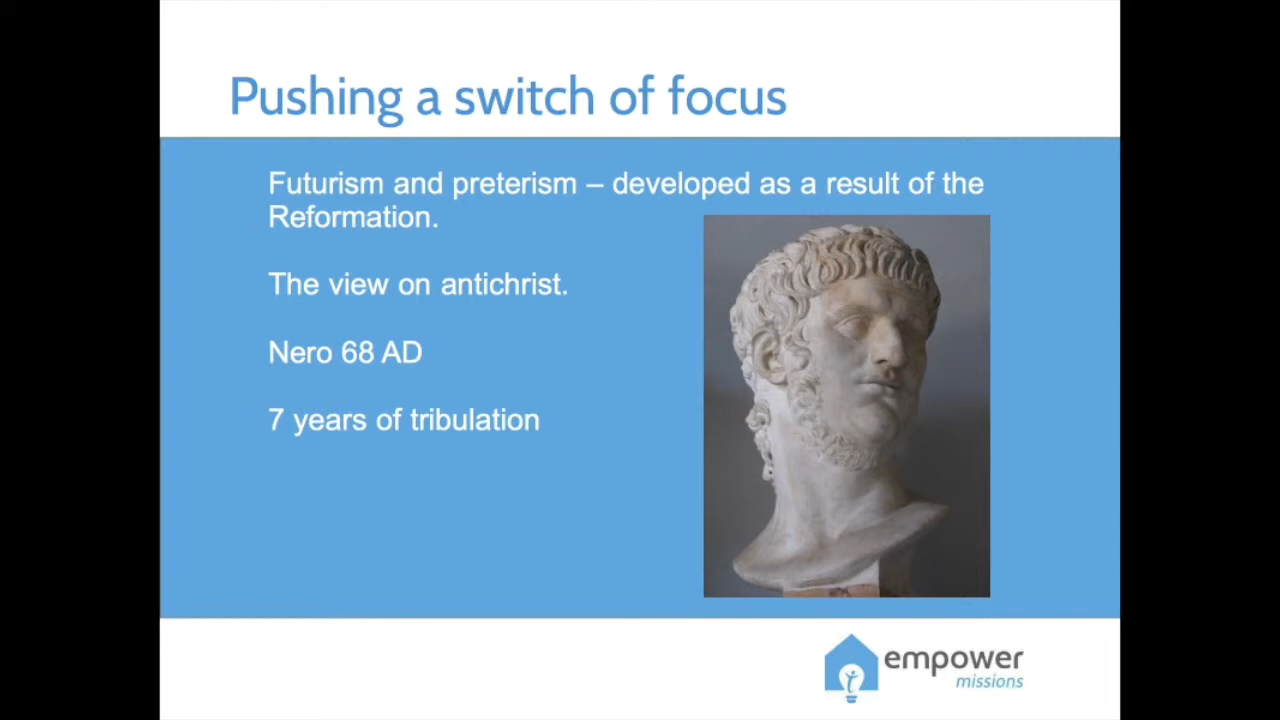 Pushing a switch of focus
Futurism and preterism – developed as a result of the
Reformation.
The view on antichrist.
Nero 68 AD
7 years of tribulation
empower
missions